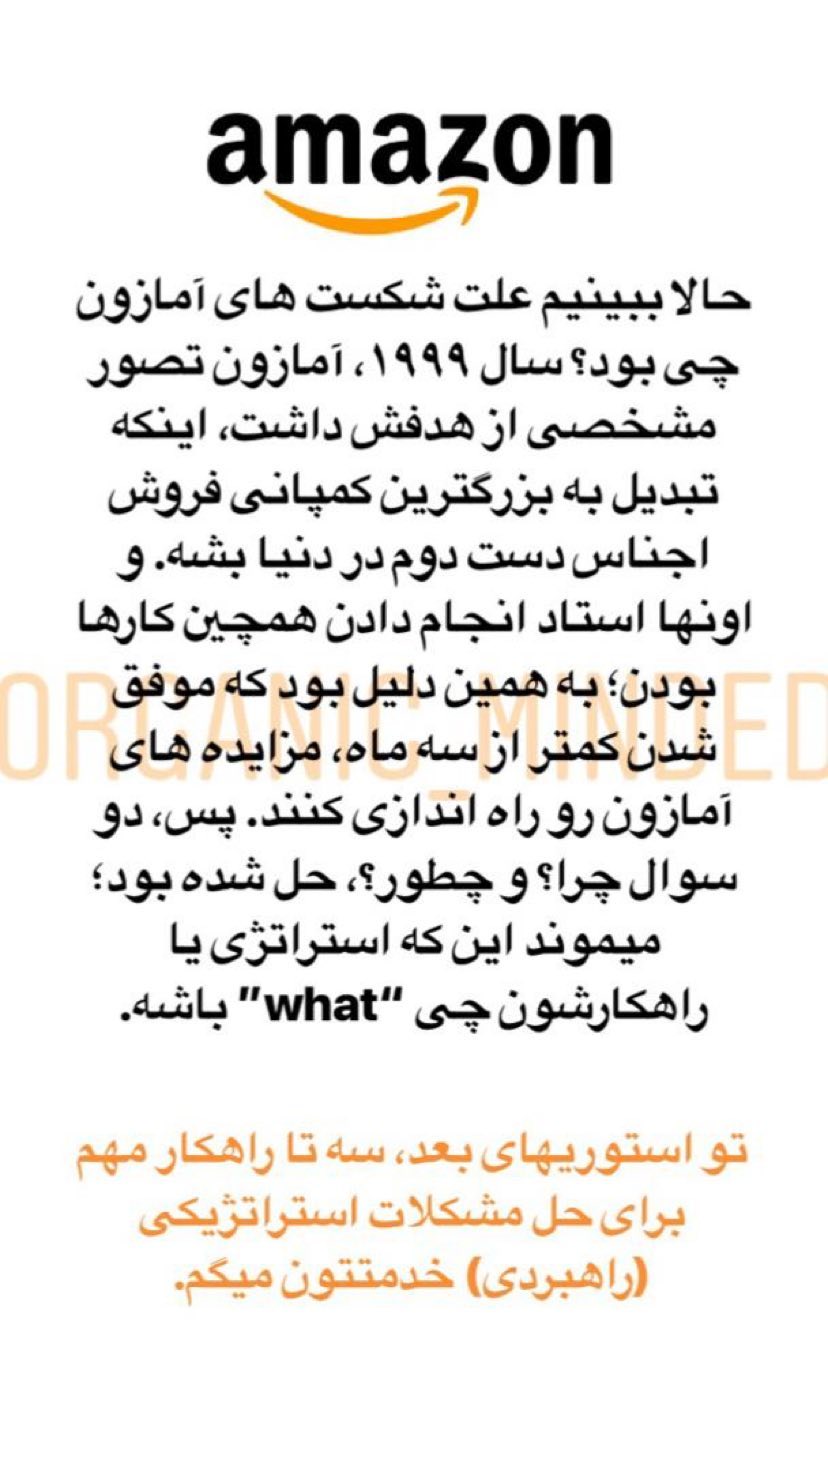 amazon
حالا ببینیم علت شکست های آمازون
چی بود؟ سال ۱۹۹۹، آمازون تصور
مشخصی از هدفش داشت، اینکه
تبدیل به بزرگترین کمپانی فروش
اجناس دست دوم در دنیا بشه. و
اونها استاد انجام دادن همچین کارها
بودن؛ به همین دلیل بود که موفق
شدن کمتر از سه ماه، مزایده های
آمازون رو راه اندازی کنند. پس، دو
سوال چرا؟ و چطور؟، حل شده بود؛
میموند این که استراتژی یا
راهکارشون چی “what” باشه.
ORGANIC_MINDED
تو استوریهای بعد، سه تا راهکار مهم
برای حل مشکلات استراتژیکی
(راهبردی) خدمتتون میگم.